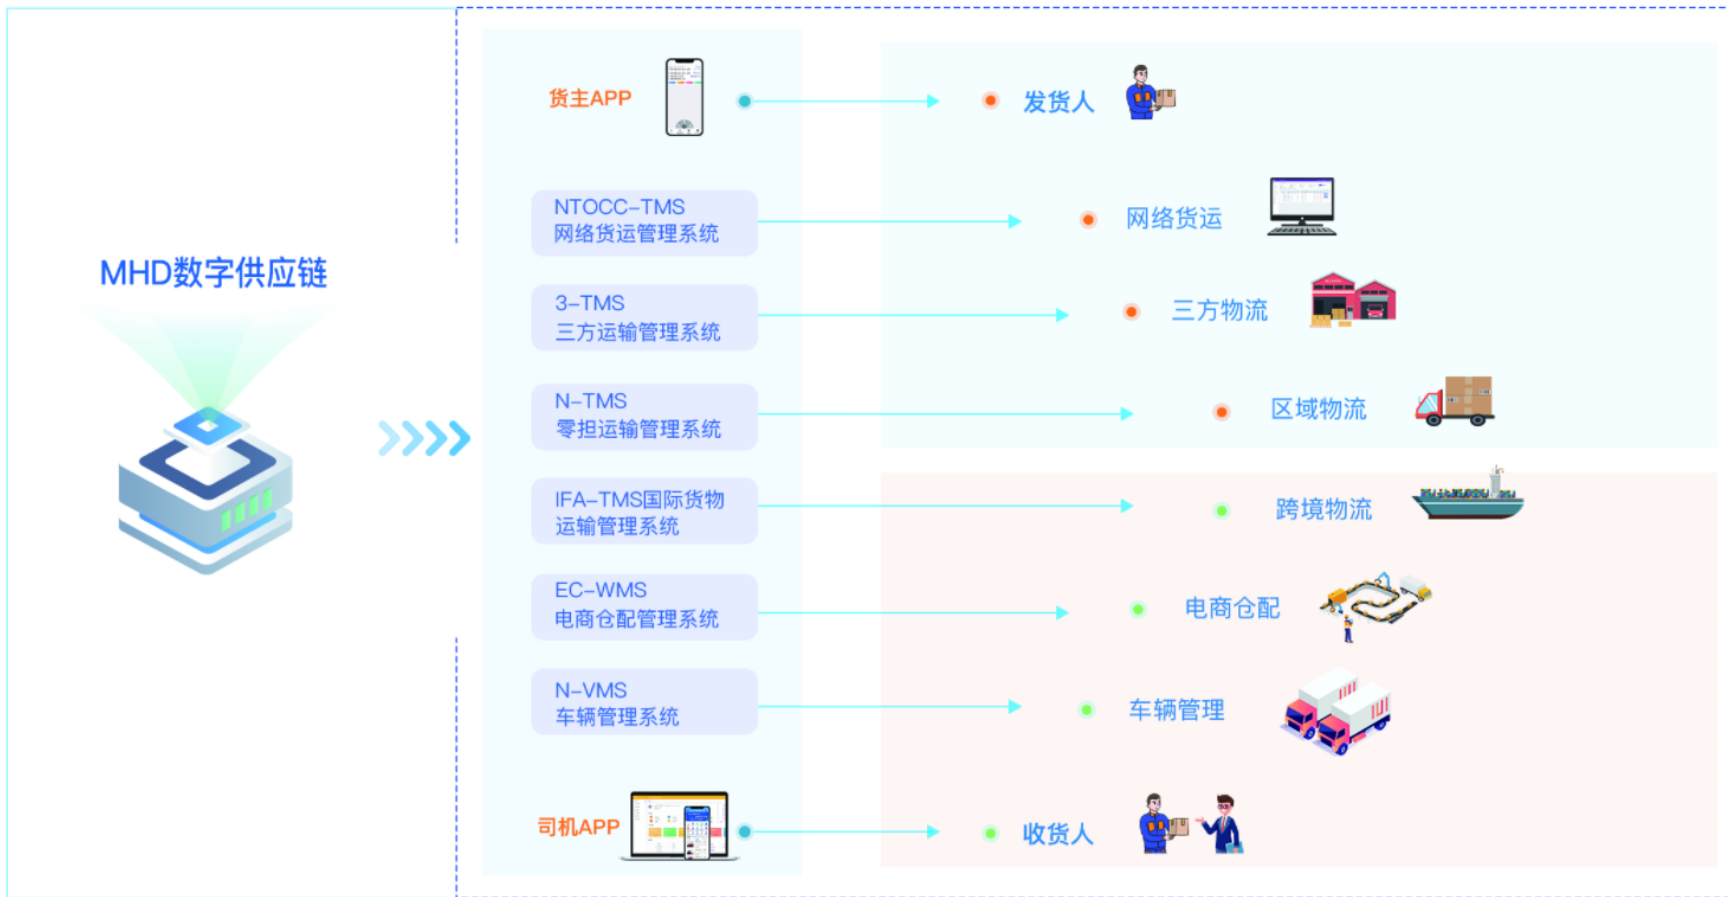 货主APP
发货人
NTOCC-TMS
网络货运管理系统
网络货运
MHD数字供应链
3-TMS
三方运输管理系统
三方物流
N-TMS
零担运输管理系统
区域物流
IFA-TMS国际货物
运输管理系统
跨境物流
EC-WMS
电商仓配管理系统
电商仓配
N-VMS
车辆管理系统
车辆管理
司机APP
收货人